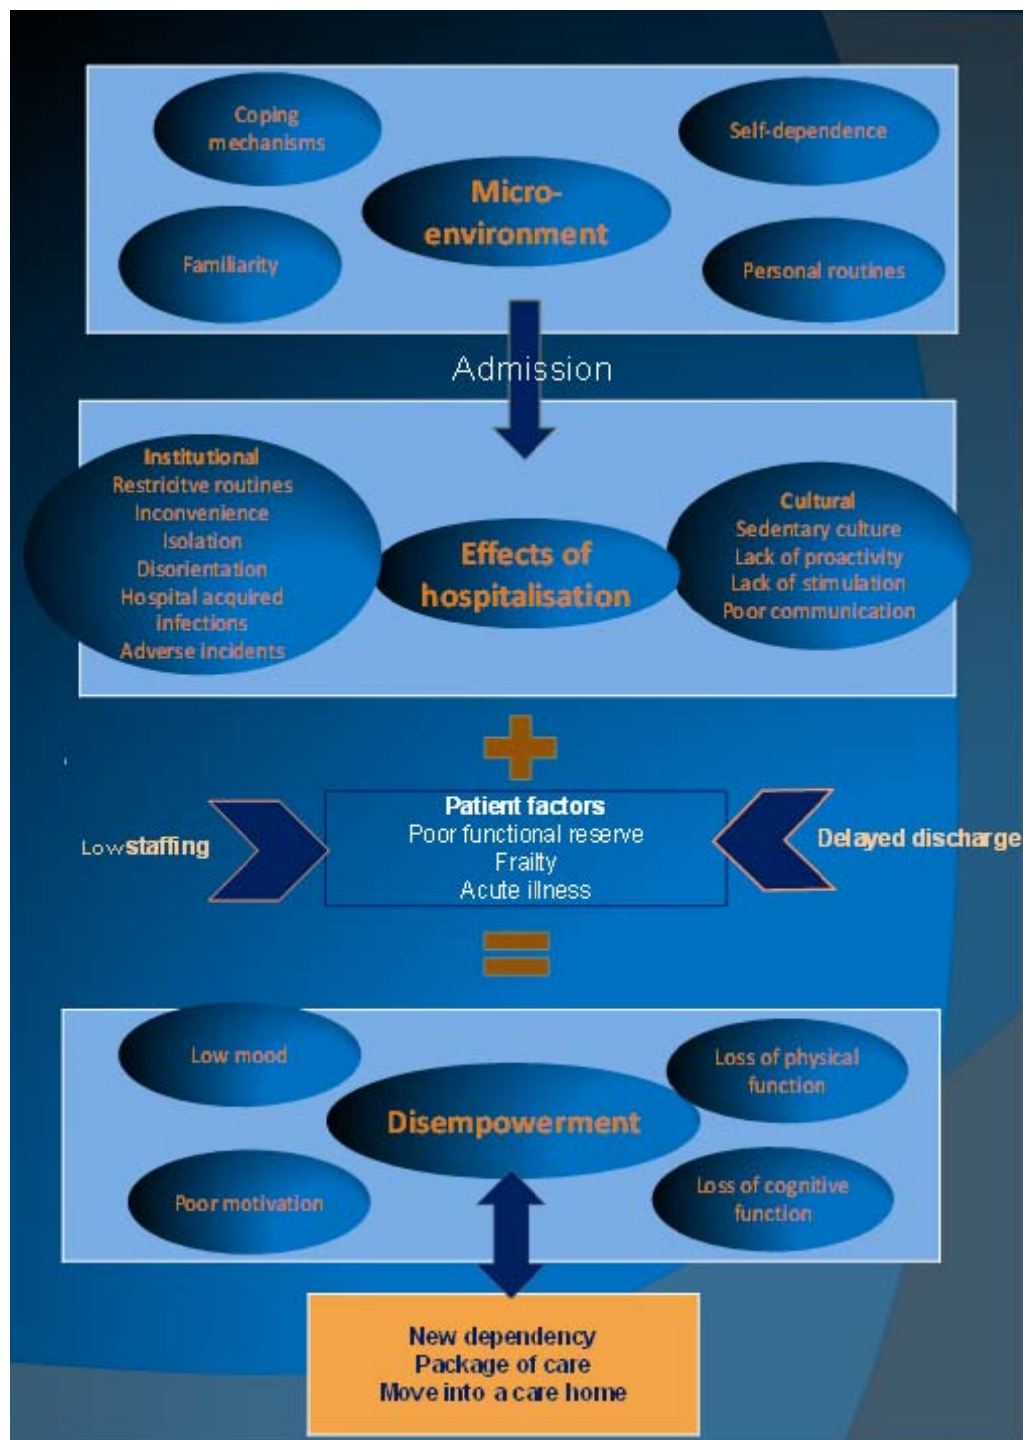 Coping
mechanisms
Self-dependence
Micro-
environment
Familiarity
Personal routines
Admission
Institutional
Restricitve routines
Inconvenience
Isolation
Disorientation
Hospital acquired
infections
Adverse incidents
Effects of
hospitalisation
Cultural
Sedentary culture
Lack of proactivity
Lack of stimulation
Poor communication
+
Low staffing
Patient factors
Poor functional reserve
Frailty
Acute illness
Delayed discharge
=
Low mood
Loss of physical
function
Disempowerment
Poor motivation
Loss of cognitive
function
New dependency
Package of care
Move into a care home